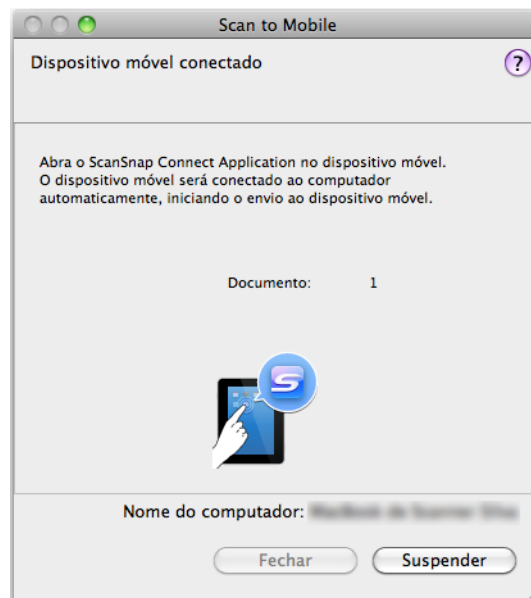 Scan to Mobile
Dispositivo móvel conectado
?
Abra o ScanSnap Connect Application no dispositivo móvel.
O dispositivo móvel será conectado ao computador
automaticamente, iniciando o envio ao dispositivo móvel.
Documento: 1
S
Nome do computador:
Fechar Suspender